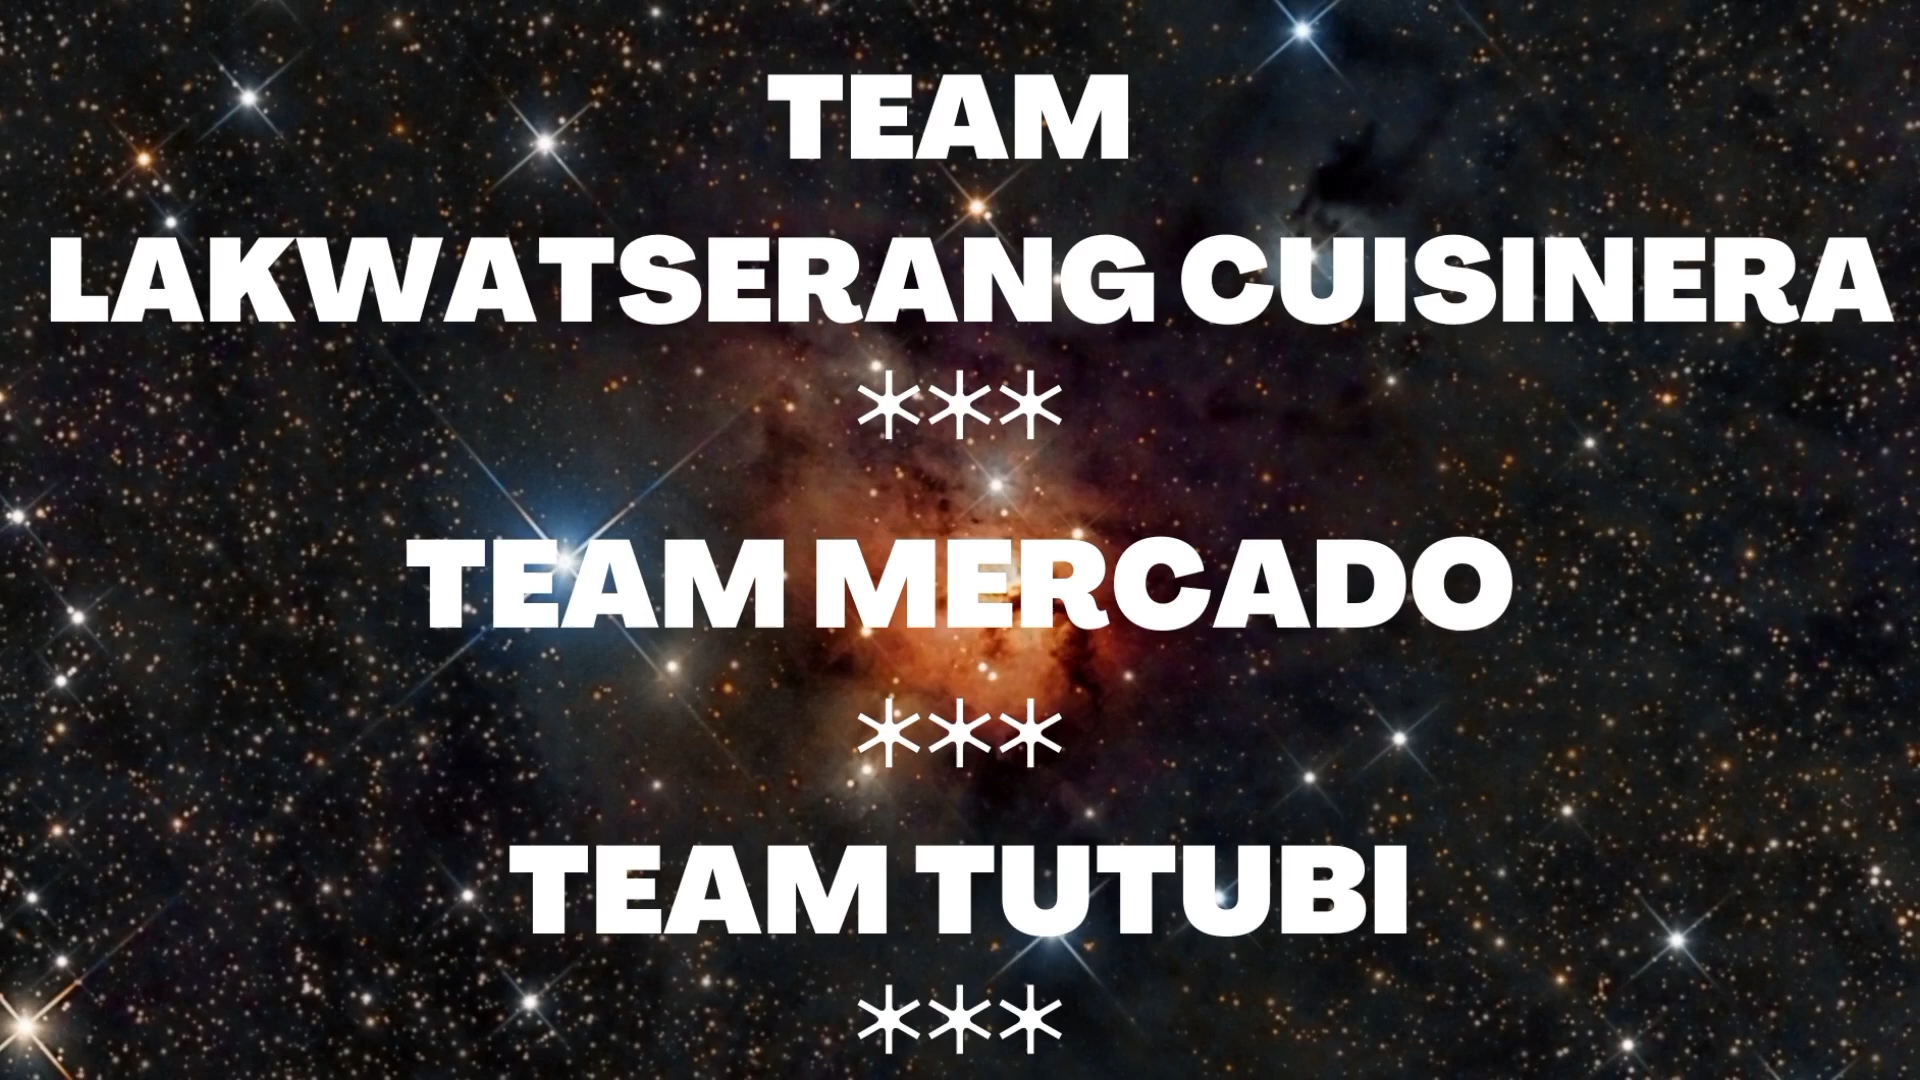 TEAM
LAKWATSERANG CUISINERA
***
TEAM MERCADO
***
TEAM TUTUBI
***